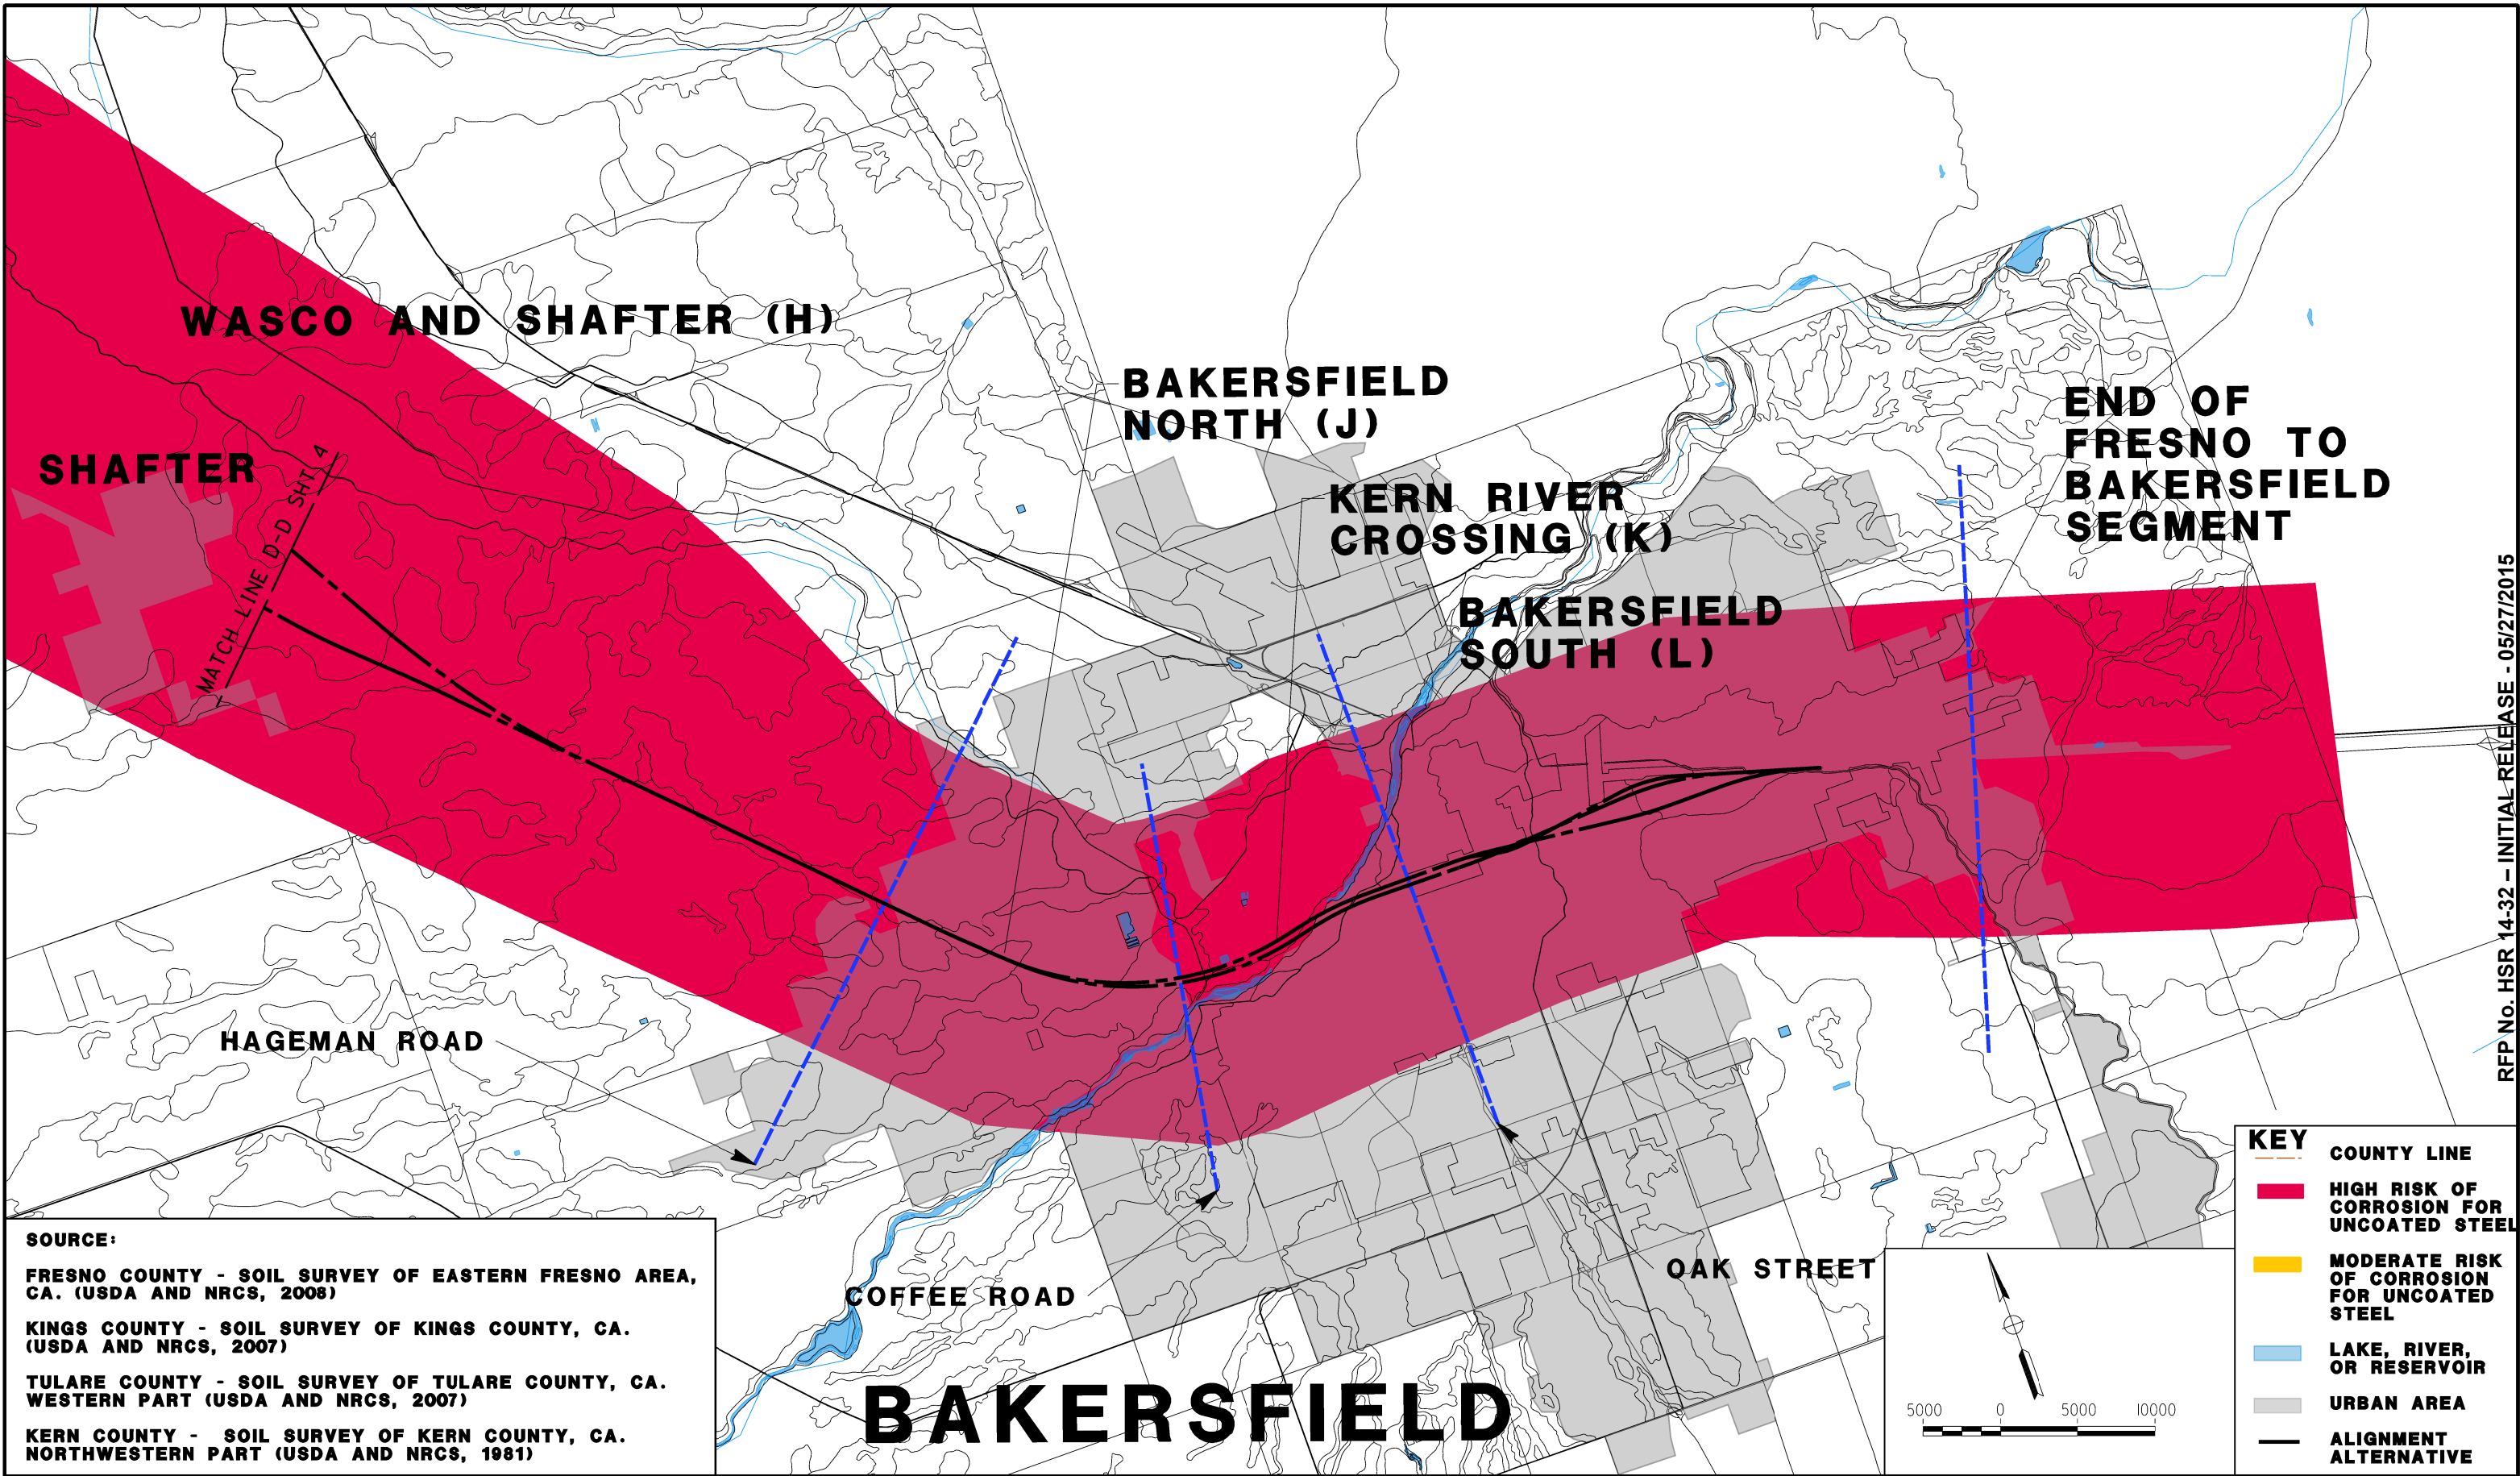 WASCO AND SHAFTER (H)
SHAFTER
MATCH LINE D-D SHT 4
BAKERSFIELD
NORTH (J)
KERN RIVER
CROSSING (K)
BAKERSFIELD
SOUTH (L)
END OF
FRESNO TO
BAKERSFIELD
SEGMENT
HAGEMAN ROAD
COFFEE ROAD
OAK STREET
BAKERSFIELD
SOURCE:
FRESNO COUNTY - SOIL SURVEY OF EASTERN FRESNO AREA,
CA. (USDA AND NRCS, 2008)
KINGS COUNTY - SOIL SURVEY OF KINGS COUNTY, CA.
(USDA AND NRCS, 2007)
TULARE COUNTY - SOIL SURVEY OF TULARE COUNTY, CA.
WESTERN PART (USDA AND NRCS, 2007)
KERN COUNTY - SOIL SURVEY OF KERN COUNTY, CA.
NORTHWESTERN PART (USDA AND NRCS, 1981)
5000 0 5000 10000
KEY
COUNTY LINE
HIGH RISK OF
CORROSION FOR
UNCOATED STEEL
MODERATE RISK
OF CORROSION
FOR UNCOATED
STEEL
LAKE, RIVER,
OR RESERVOIR
URBAN AREA
ALIGNMENT
ALTERNATIVE
RFP No. HSR 14-32 – INITIAL RELEASE - 05/27/2015